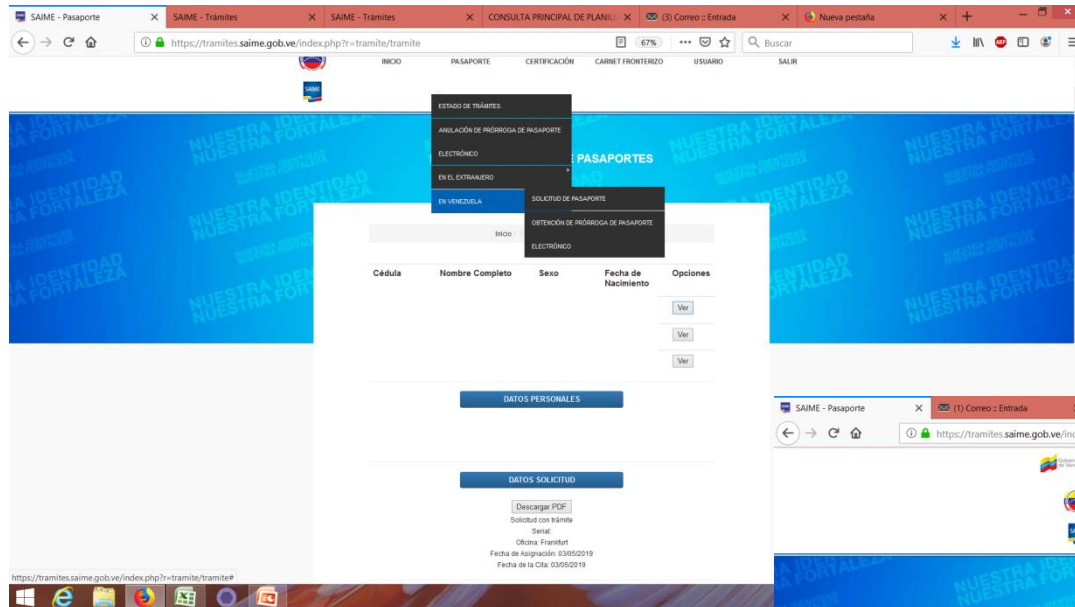 SAIME - Pasaporte
SAIME - Trámites
SAIME - Trámites
CONSULTA PRINCIPAL DE PLANILL
(3) Correo :: Entrada
Nueva pestaña
https://tramites.saime.gob.ve/index.php?r=tramite/tramite
67%
Buscar
INICIO
PASAPORTE
CERTIFICACIÓN
CARNET FRONTERIZO
USUARIO
SALIR
SAIME
ESTADO DE TRÁMITES
ANULACIÓN DE PRÓRROGA DE PASAPORTE
ELECTRÓNICO
EN EL EXTRANJERO
EN VENEZUELA
SOLICITUD DE PASAPORTE
OBTENCIÓN DE PRÓRROGA DE PASAPORTE
ELECTRÓNICO
PASAPORTES
NUESTRA IDENTIDAD
NUESTRA FORTALEZA
Inicio
Cédula Nombre Completo Sexo Fecha de Nacimiento Opciones
Ver
Ver
Ver
DATOS PERSONALES
DATOS SOLICITUD
Descargar PDF
Solicitud con trámite
Serial:
Oficina: Frankfurt
Fecha de Asignación: 03/05/2019
Fecha de la Cita: 03/05/2019
https://tramites.saime.gob.ve/index.php?r=tramite/tramite#
SAIME - Pasaporte
(1) Correo :: Entrada
https://tramites.saime.gob.ve/ind